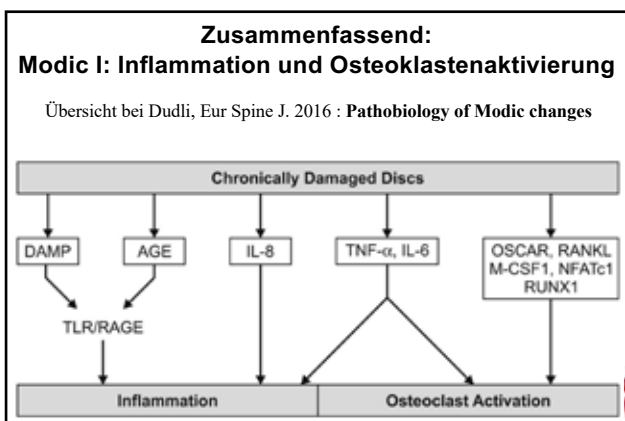 Zusammenfassend:
Modic I: Inflammation und Osteoklastenaktivierung
Übersicht bei Dudli, Eur Spine J. 2016 : Pathobiology of Modic changes
Chronically Damaged Discs
DAMP
AGE
IL-8
TNF-α, IL-6
OSCAR, RANKL
M-CSF1, NFATc1
RUNX1
TLR/RAGE
Inflammation
Osteoclast Activation